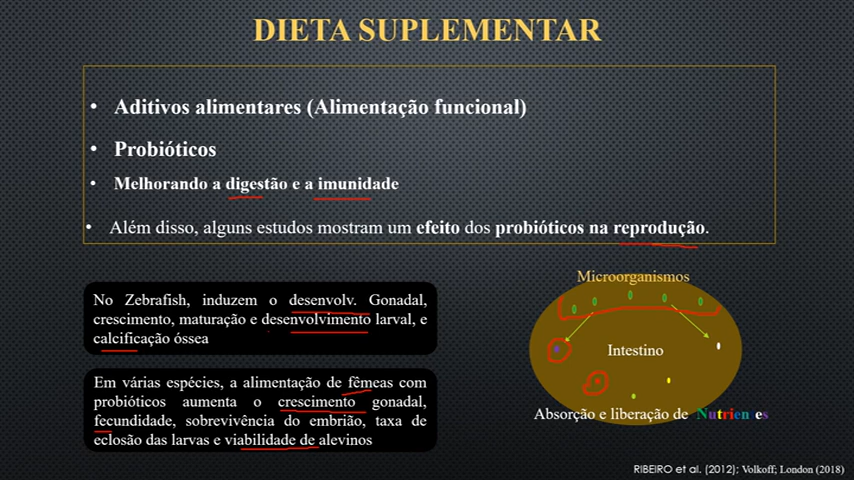 DIETA SUPLEMENTAR
• Aditivos alimentares (Alimentação funcional)
• Probióticos
• Melhorando a digestão e a imunidade
• Além disso, alguns estudos mostram um efeito dos probióticos na reprodução.
No Zebrafish, induzem o desenvolv. Gonadal,
crescimento, maturação e desenvolvimento larval, e
calcificação óssea
Em várias espécies, a alimentação de fêmeas com
probióticos aumenta o crescimento gonadal,
fecundidade, sobrevivência do embrião, taxa de
eclosão das larvas e viabilidade de alevinos
Microorganismos
Intestino
Absorção e liberação de Nutrientes
RIBEIRO et al. (2012); Volkoff; London (2018)